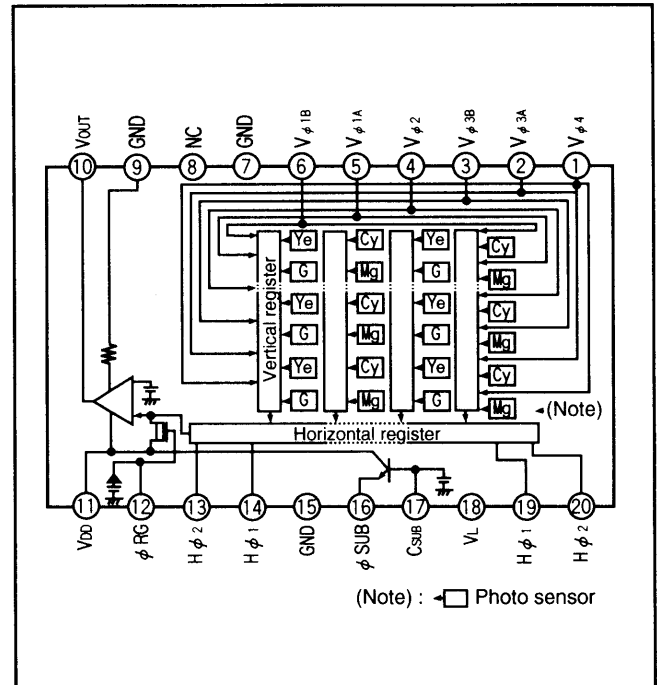 VOUT GND NC GND Vφ1B Vφ1A Vφ2 Vφ3B Vφ3A Vφ4
10 9 8 7 6 5 4 3 2 1
Vertical register
Ye Cy Ye Cy
G Mg G Mg
Ye Cy Ye Cy
G Mg G Mg
Ye Cy Ye Cy
G Mg G Mg
(Note)
Horizontal register
11 12 13 14 15 16 17 18 19 20
VDD φRG Hφ2 Hφ1 GND φSUB CSUB VL Hφ1 Hφ2
(Note) : Photo sensor